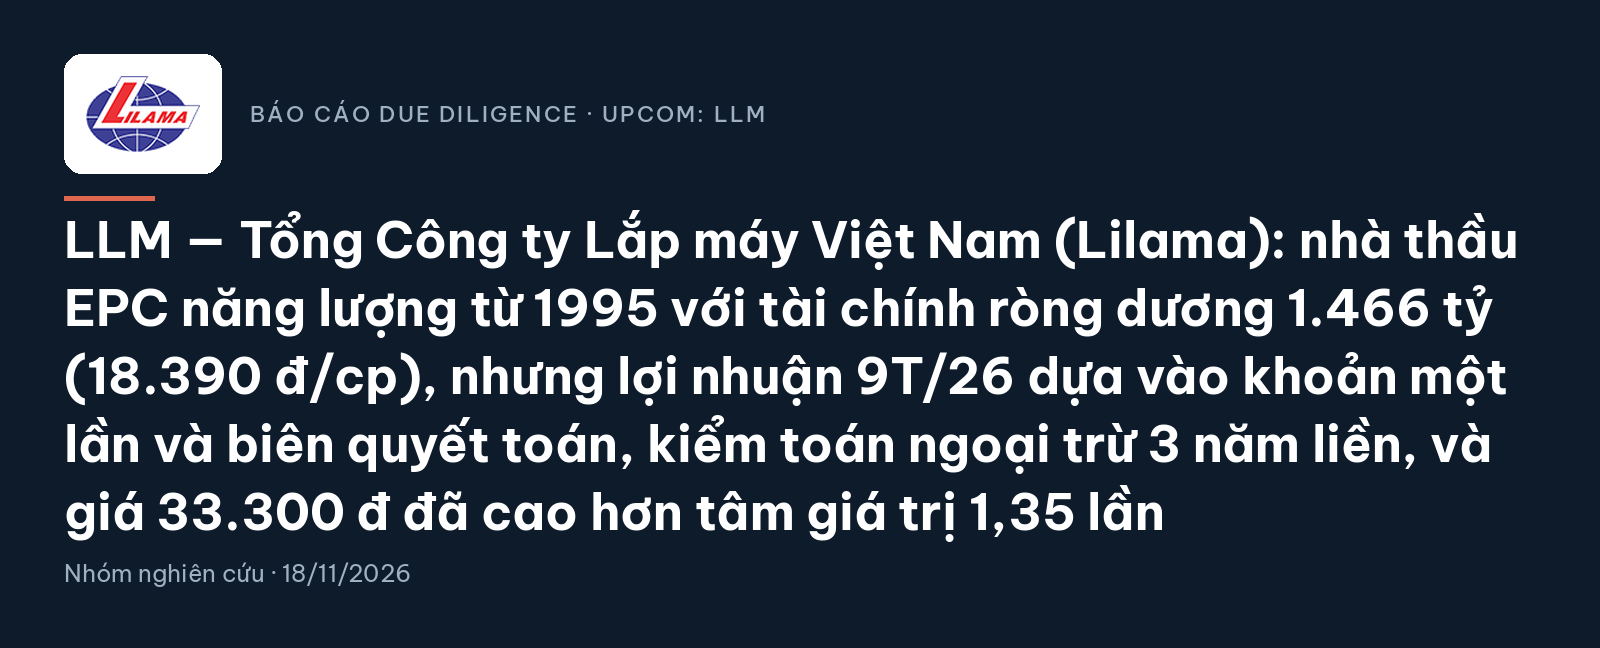 LILAMA
BÁO CÁO DUE DILIGENCE · UPCOM: LLM
LLM — Tổng Công ty Lắp máy Việt Nam (Lilama): nhà thầu
EPC năng lượng từ 1995 với tài chính ròng dương 1.466 tỷ
(18.390 đ/cp), nhưng lợi nhuận 9T/26 dựa vào khoản một
lần và biên quyết toán, kiểm toán ngoại trừ 3 năm liền, và
giá 33.300 đ đã cao hơn tâm giá trị 1,35 lần
Nhóm nghiên cứu · 18/11/2026